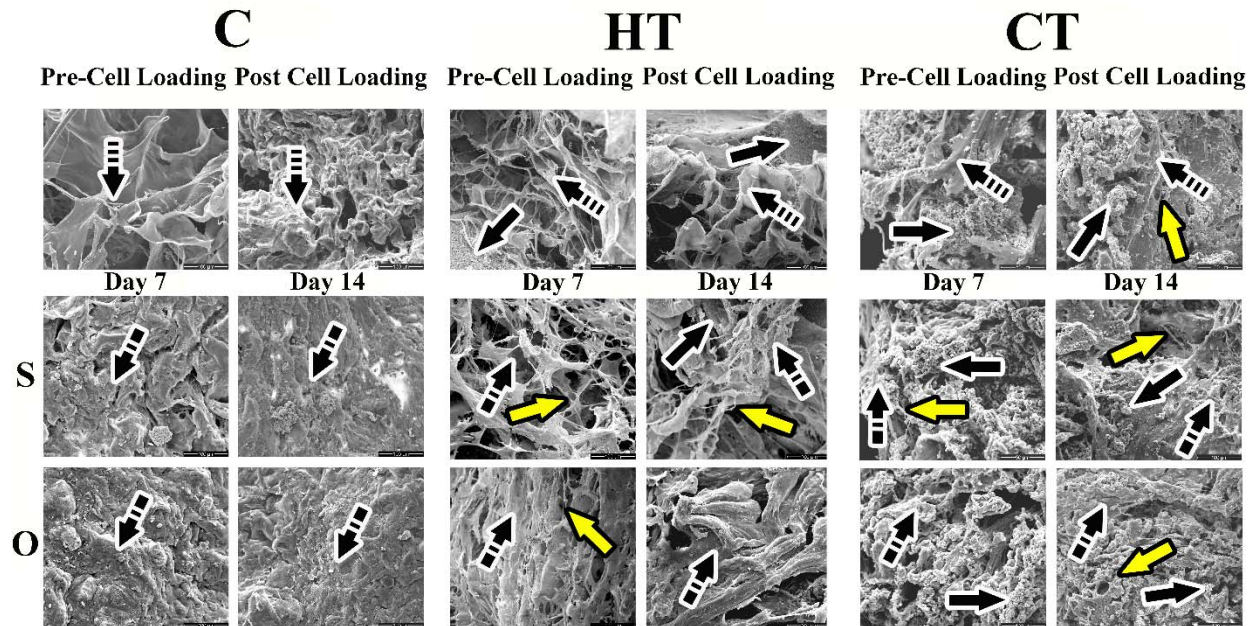 C HT CT
Pre-Cell Loading Post Cell Loading Pre-Cell Loading Post Cell Loading Pre-Cell Loading Post Cell Loading
Day 7 Day 14 Day 7 Day 14 Day 7 Day 14
S
O